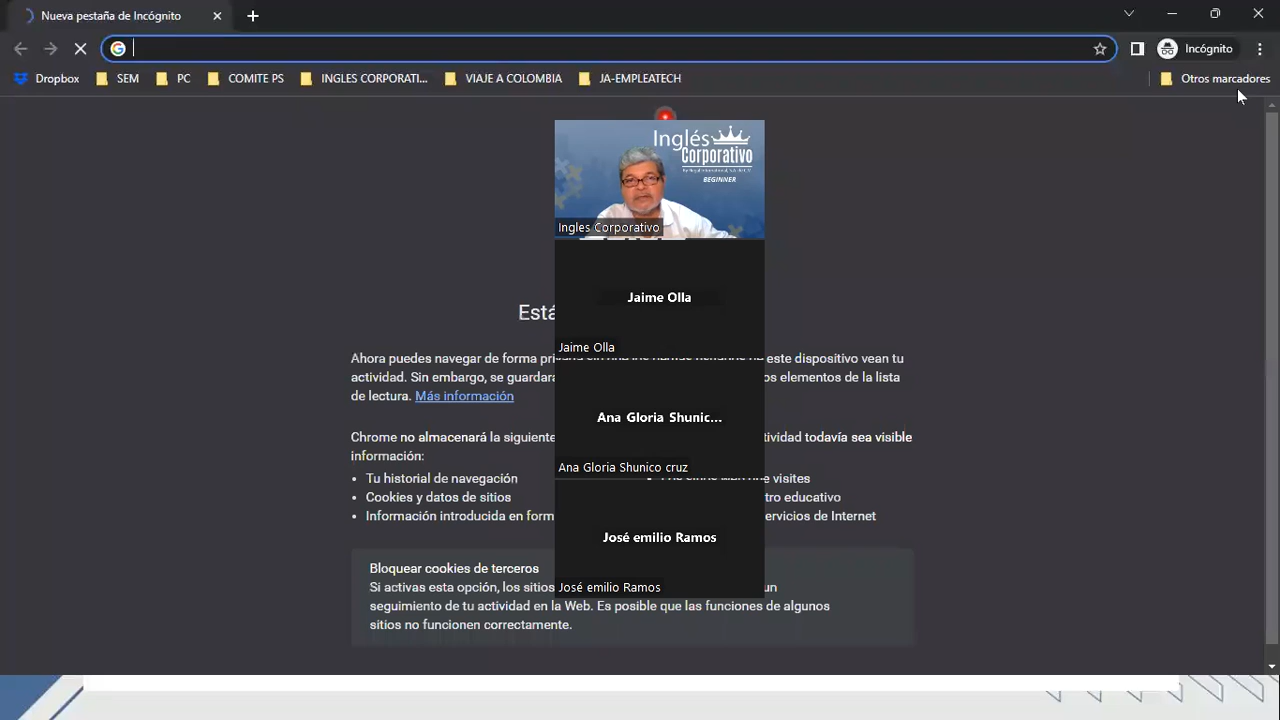 Nueva pestaña de Incógnito
Incógnito
Dropbox SEM PC COMITE PS INGLES CORPORATI... VIAJE A COLOMBIA JA-EMPLEATECH Otros marcadores
Inglés
Corporativo
BEGINNER
Ingles Corporativo
Jaime Olla
Jaime Olla
Ana Gloria Shunic...
Ana Gloria Shunico cruz
José emilio Ramos
José emilio Ramos
Está
Ahora puedes navegar de forma este dispositivo vean tu
actividad. Sin embargo, se guardará os elementos de la lista
de lectura. Más información
Chrome no almacenará la siguiente tividad todavía sea visible
información:
• Tu historial de navegación que visites
• Cookies y datos de sitios tro educativo
• Información introducida en form ervicios de Internet
Bloquear cookies de terceros
Si activas esta opción, los sitios un
seguimiento de tu actividad en la Web. Es posible que las funciones de algunos
sitios no funcionen correctamente.